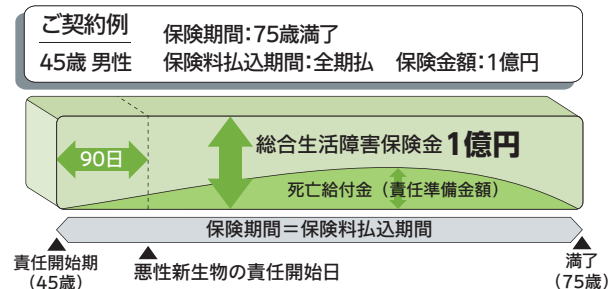 ご契約例
45歳 男性
保険期間：75歳満了
保険料払込期間：全期払 保険金額：1億円
90日
総合生活障害保険金 1億円
死亡給付金（責任準備金額）
保険期間＝保険料払込期間
責任開始期
（45歳）
悪性新生物の責任開始日
満了
（75歳）